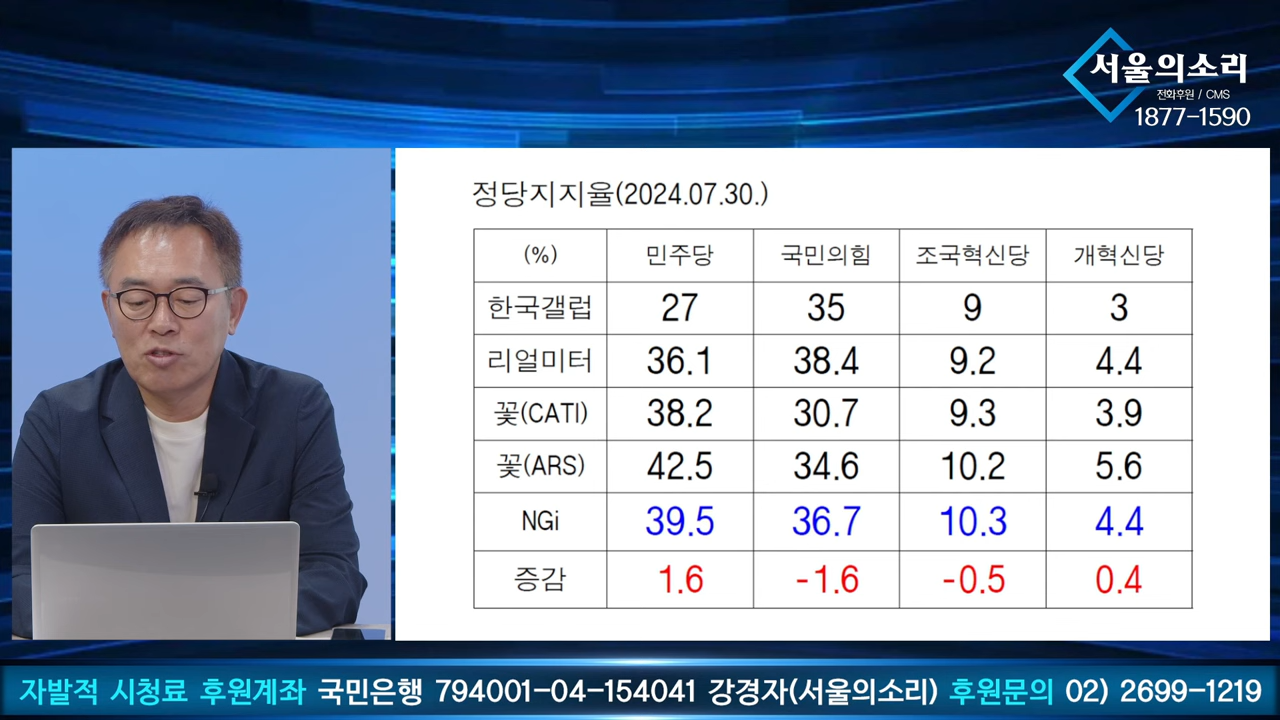 서울의소리
전화후원 / CMS
1877-1590
정당지지율(2024.07.30.)
(%) 민주당 국민의힘 조국혁신당 개혁신당
한국갤럽 27 35 9 3
리얼미터 36.1 38.4 9.2 4.4
꽃(CATI) 38.2 30.7 9.3 3.9
꽃(ARS) 42.5 34.6 10.2 5.6
NGi 39.5 36.7 10.3 4.4
증감 1.6 -1.6 -0.5 0.4
자발적 시청료 후원계좌 국민은행 794001-04-154041 강경자(서울의소리) 후원문의 02) 2699-1219